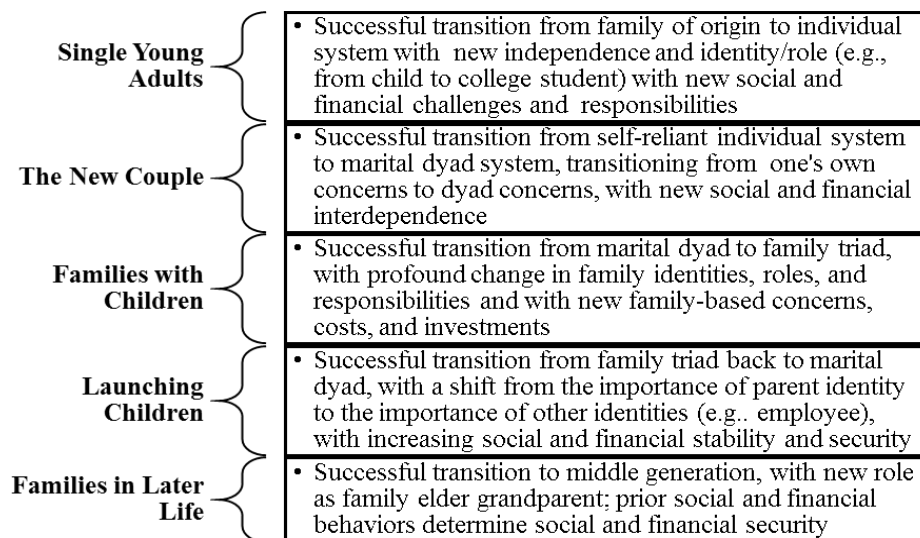 Single Young
Adults
• Successful transition from family of origin to individual
system with new independence and identity/role (e.g.,
from child to college student) with new social and
financial challenges and responsibilities
The New Couple
• Successful transition from self-reliant individual system
to marital dyad system, transitioning from one's own
concerns to dyad concerns, with new social and financial
interdependence
Families with
Children
• Successful transition from marital dyad to family triad,
with profound change in family identities, roles, and
responsibilities and with new family-based concerns,
costs, and investments
Launching
Children
• Successful transition from family triad back to marital
dyad, with a shift from the importance of parent identity
to the importance of other identities (e.g.. employee),
with increasing social and financial stability and security
Families in Later
Life
• Successful transition to middle generation, with new role
as family elder grandparent; prior social and financial
behaviors determine social and financial security